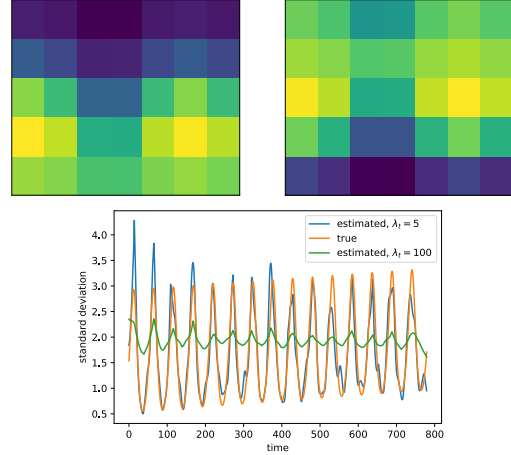 estimated, λt = 5
true
estimated, λt = 100
standard deviation
4.0
3.5
3.0
2.5
2.0
1.5
1.0
0.5
0 100 200 300 400 500 600 700 800
time